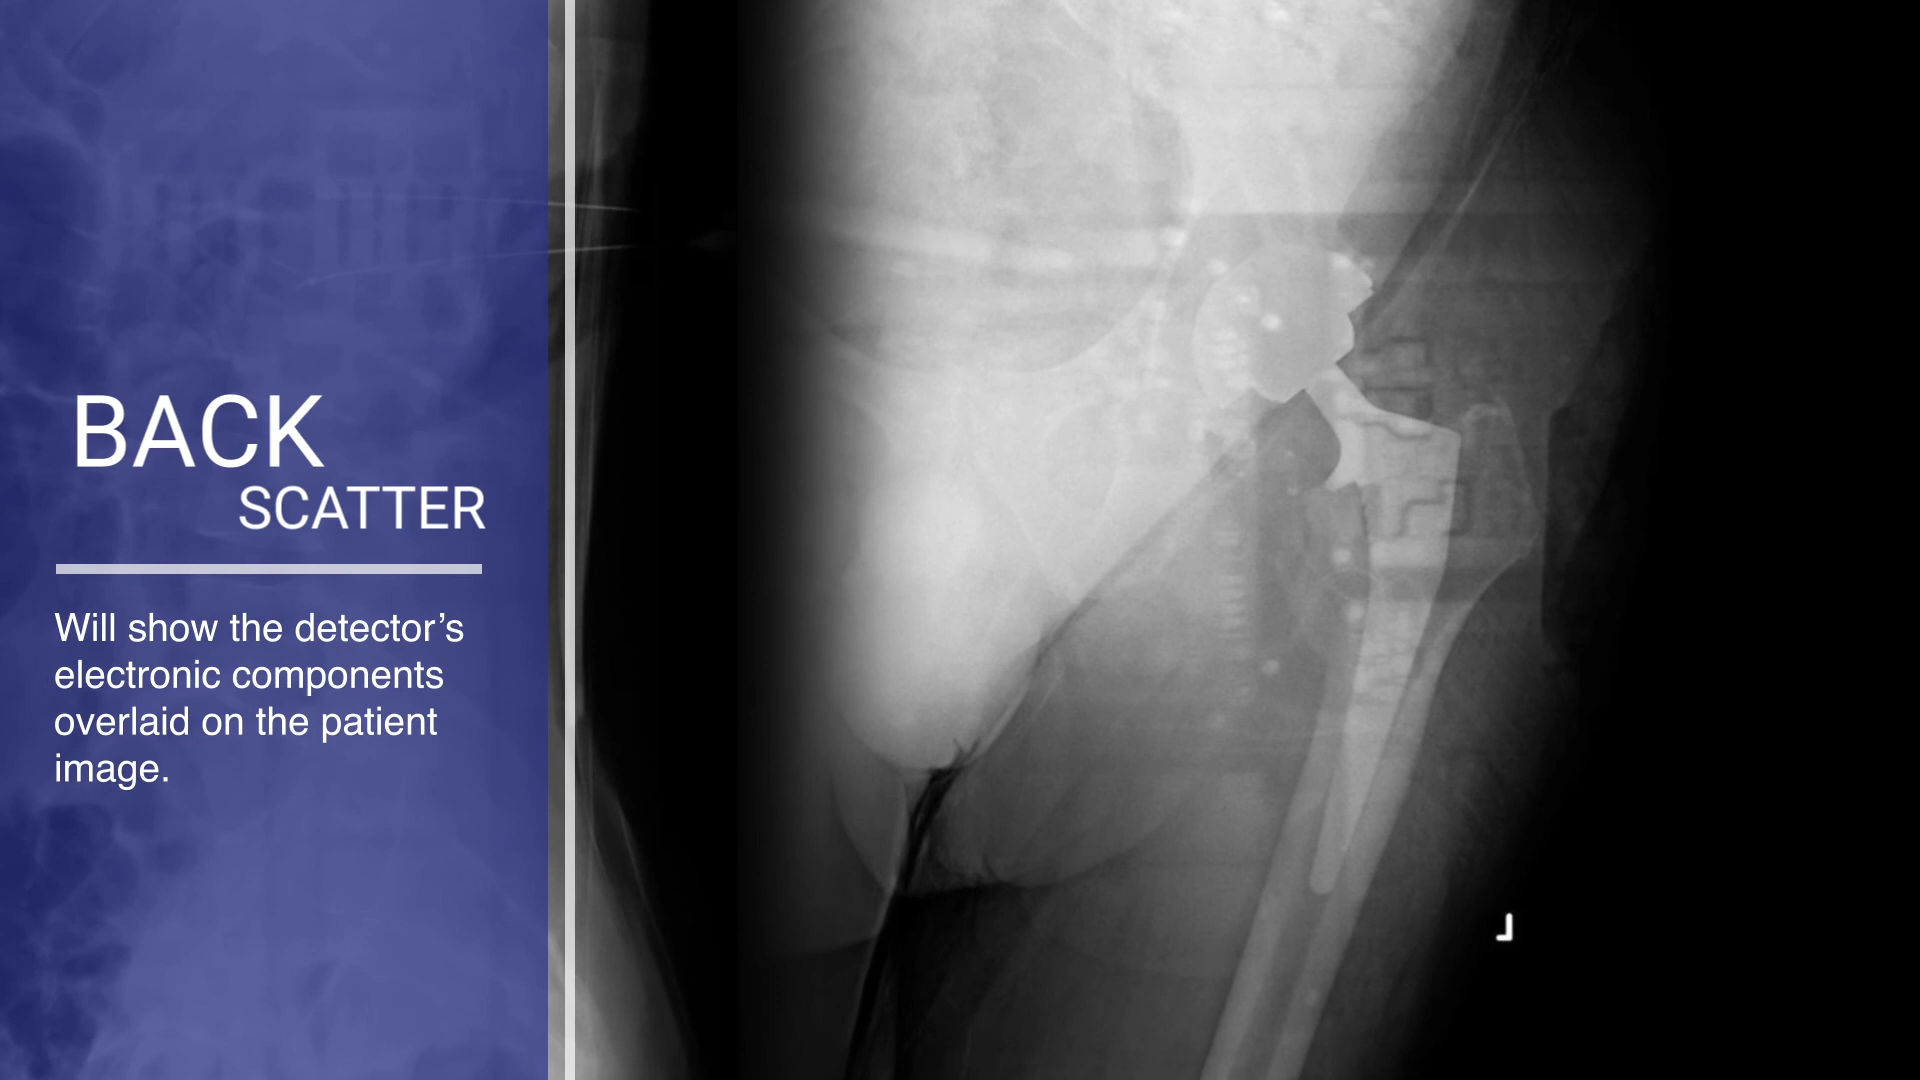 BACK
SCATTER
Will show the detector’s
electronic components
overlaid on the patient
image.
L